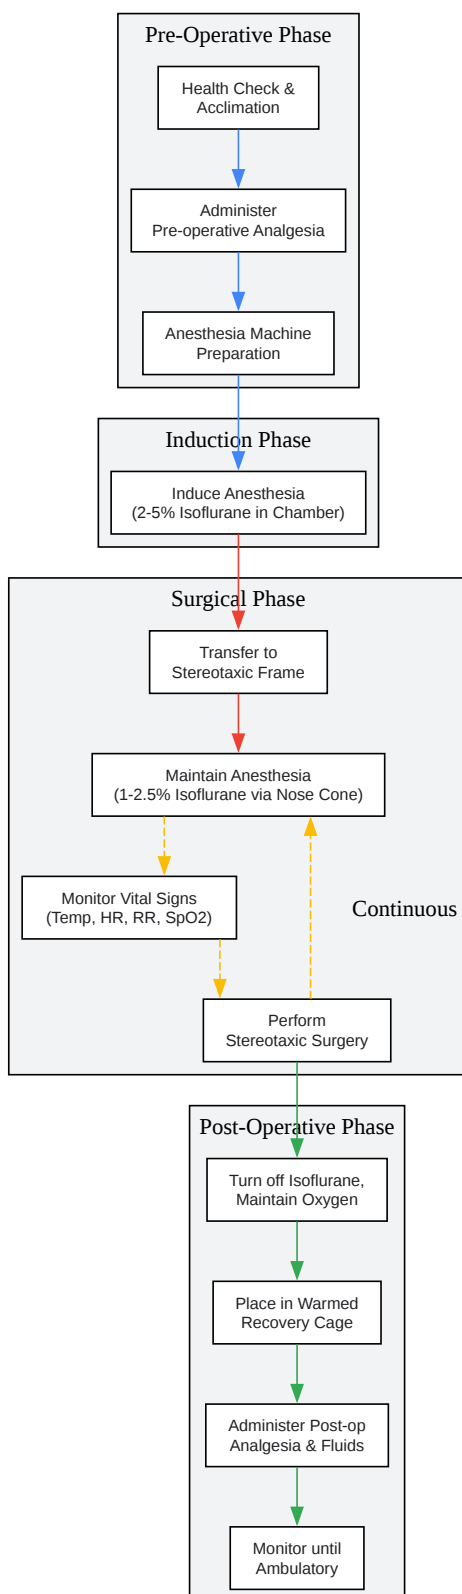 Pre-Operative Phase
Health Check &
Acclimation
Administer
Pre-operative Analgesia
Anesthesia Machine
Preparation
Induction Phase
Induce Anesthesia
(2-5% Isoflurane in Chamber)
Surgical Phase
Transfer to
Stereotaxic Frame
Maintain Anesthesia
(1-2.5% Isoflurane via Nose Cone)
Monitor Vital Signs
(Temp, HR, RR, SpO2)
Continuous
Perform
Stereotaxic Surgery
Post-Operative Phase
Turn off Isoflurane,
Maintain Oxygen
Place in Warmed
Recovery Cage
Administer Post-op
Analgesia & Fluids
Monitor until
Ambulatory